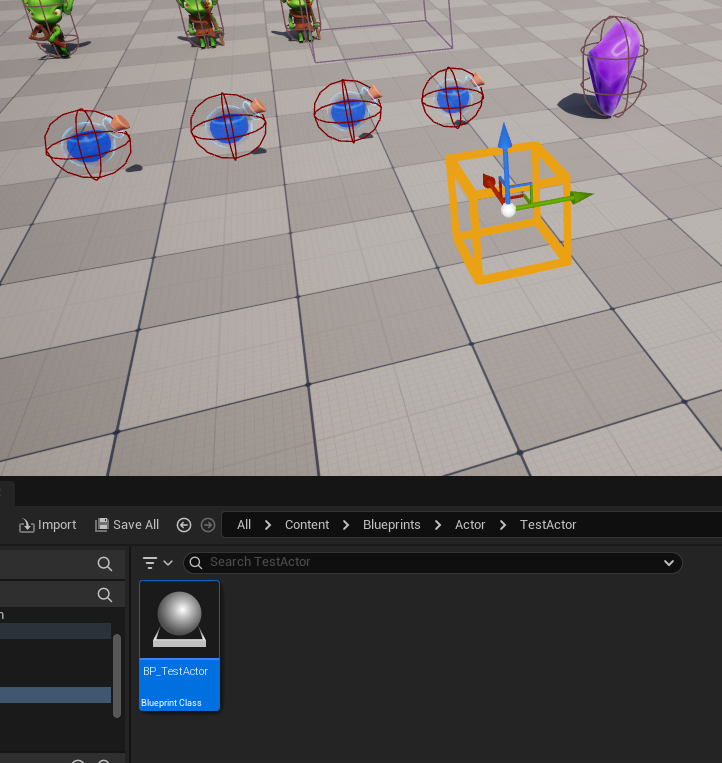 Import
Save All
All > Content > Blueprints > Actor > TestActor
Search TestActor
BP_TestActor
Blueprint Class